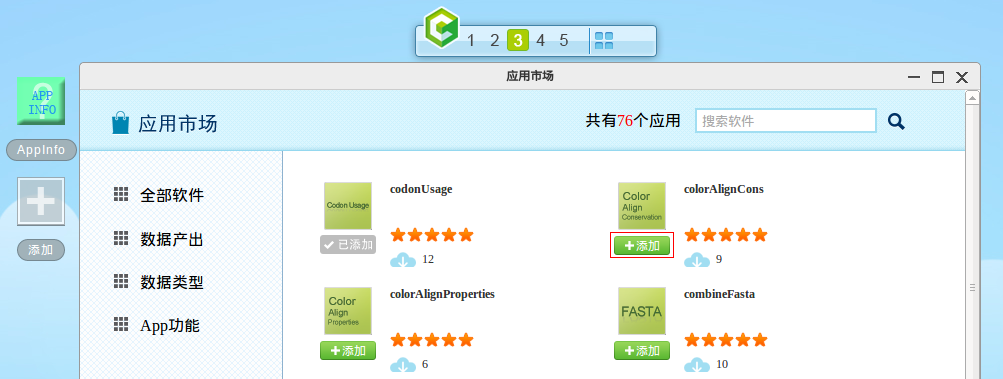 1 2 3 4 5
应用市场
APP
INFO
AppInfo
添加
应用市场
共有76个应用
搜索软件
全部软件
数据产出
数据类型
App功能
Codon Usage
codonUsage
已添加
12
Color
Align
Conservation
colorAlignCons
添加
9
Color
Align
Properties
colorAlignProperties
添加
6
FASTA
combineFasta
添加
10